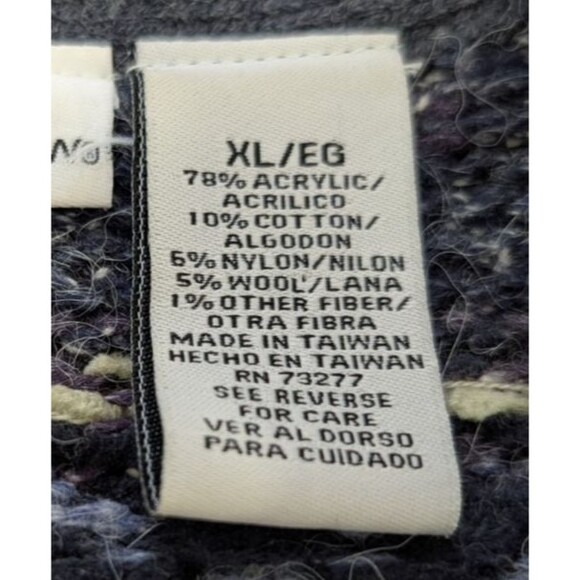 XL/EG
78% ACRYLIC/
ACRILICO
10% COTTON/
ALGODON
6% NYLON/NILON
5% WOOL/LANA
1% OTHER FIBER/
OTRA FIBRA
MADE IN TAIWAN
HECHO EN TAIWAN
RN 73277
SEE REVERSE
FOR CARE
VER AL DORSO
PARA CUIDADO